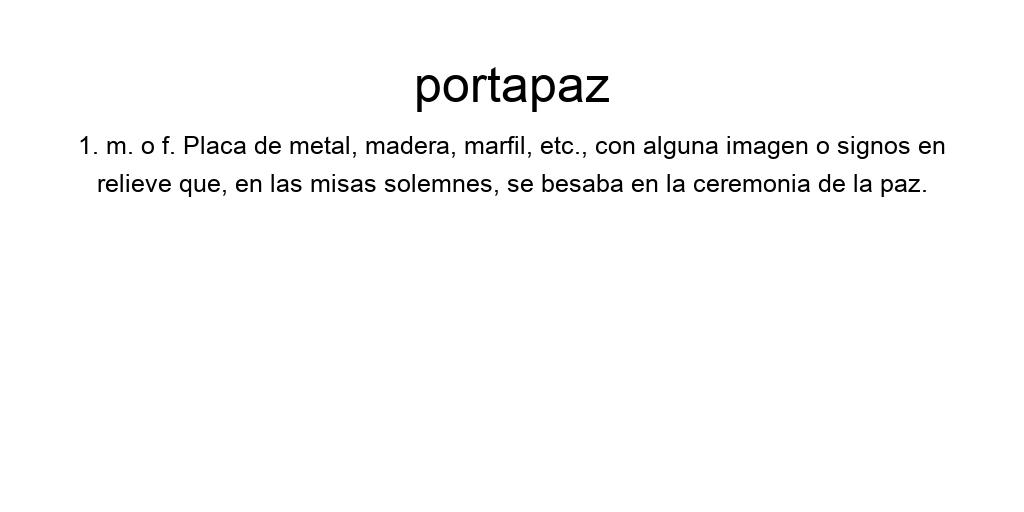 portapaz
1. m. o f. Placa de metal, madera, marfil, etc., con alguna imagen o signos en
relieve que, en las misas solemnes, se besaba en la ceremonia de la paz.